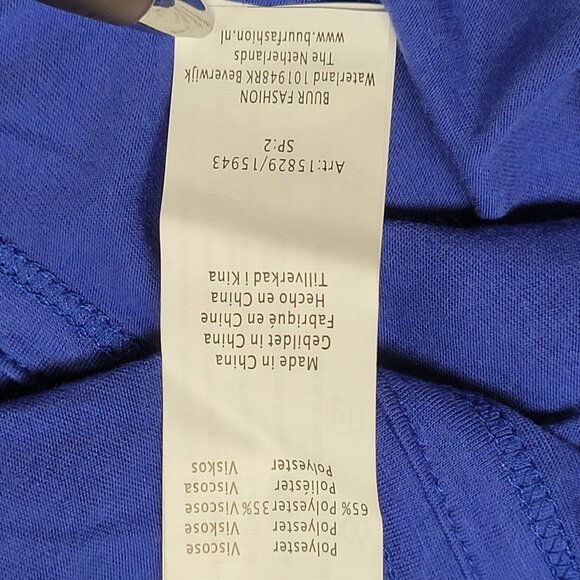 Polyester Viscose
Polyester Viskose
65% Polyester 35% Viscose
Poliéster Viscosa
Polyester Viskos
Made in China
Gebildet in China
Fabriqué en Chine
Hecho en China
Tillverkad i Kina
Art:15829/15943
SP:2
BUUR FASHION
Waterland 101948RK Beverwijk
The Netherlands
www.buurfashion.nl